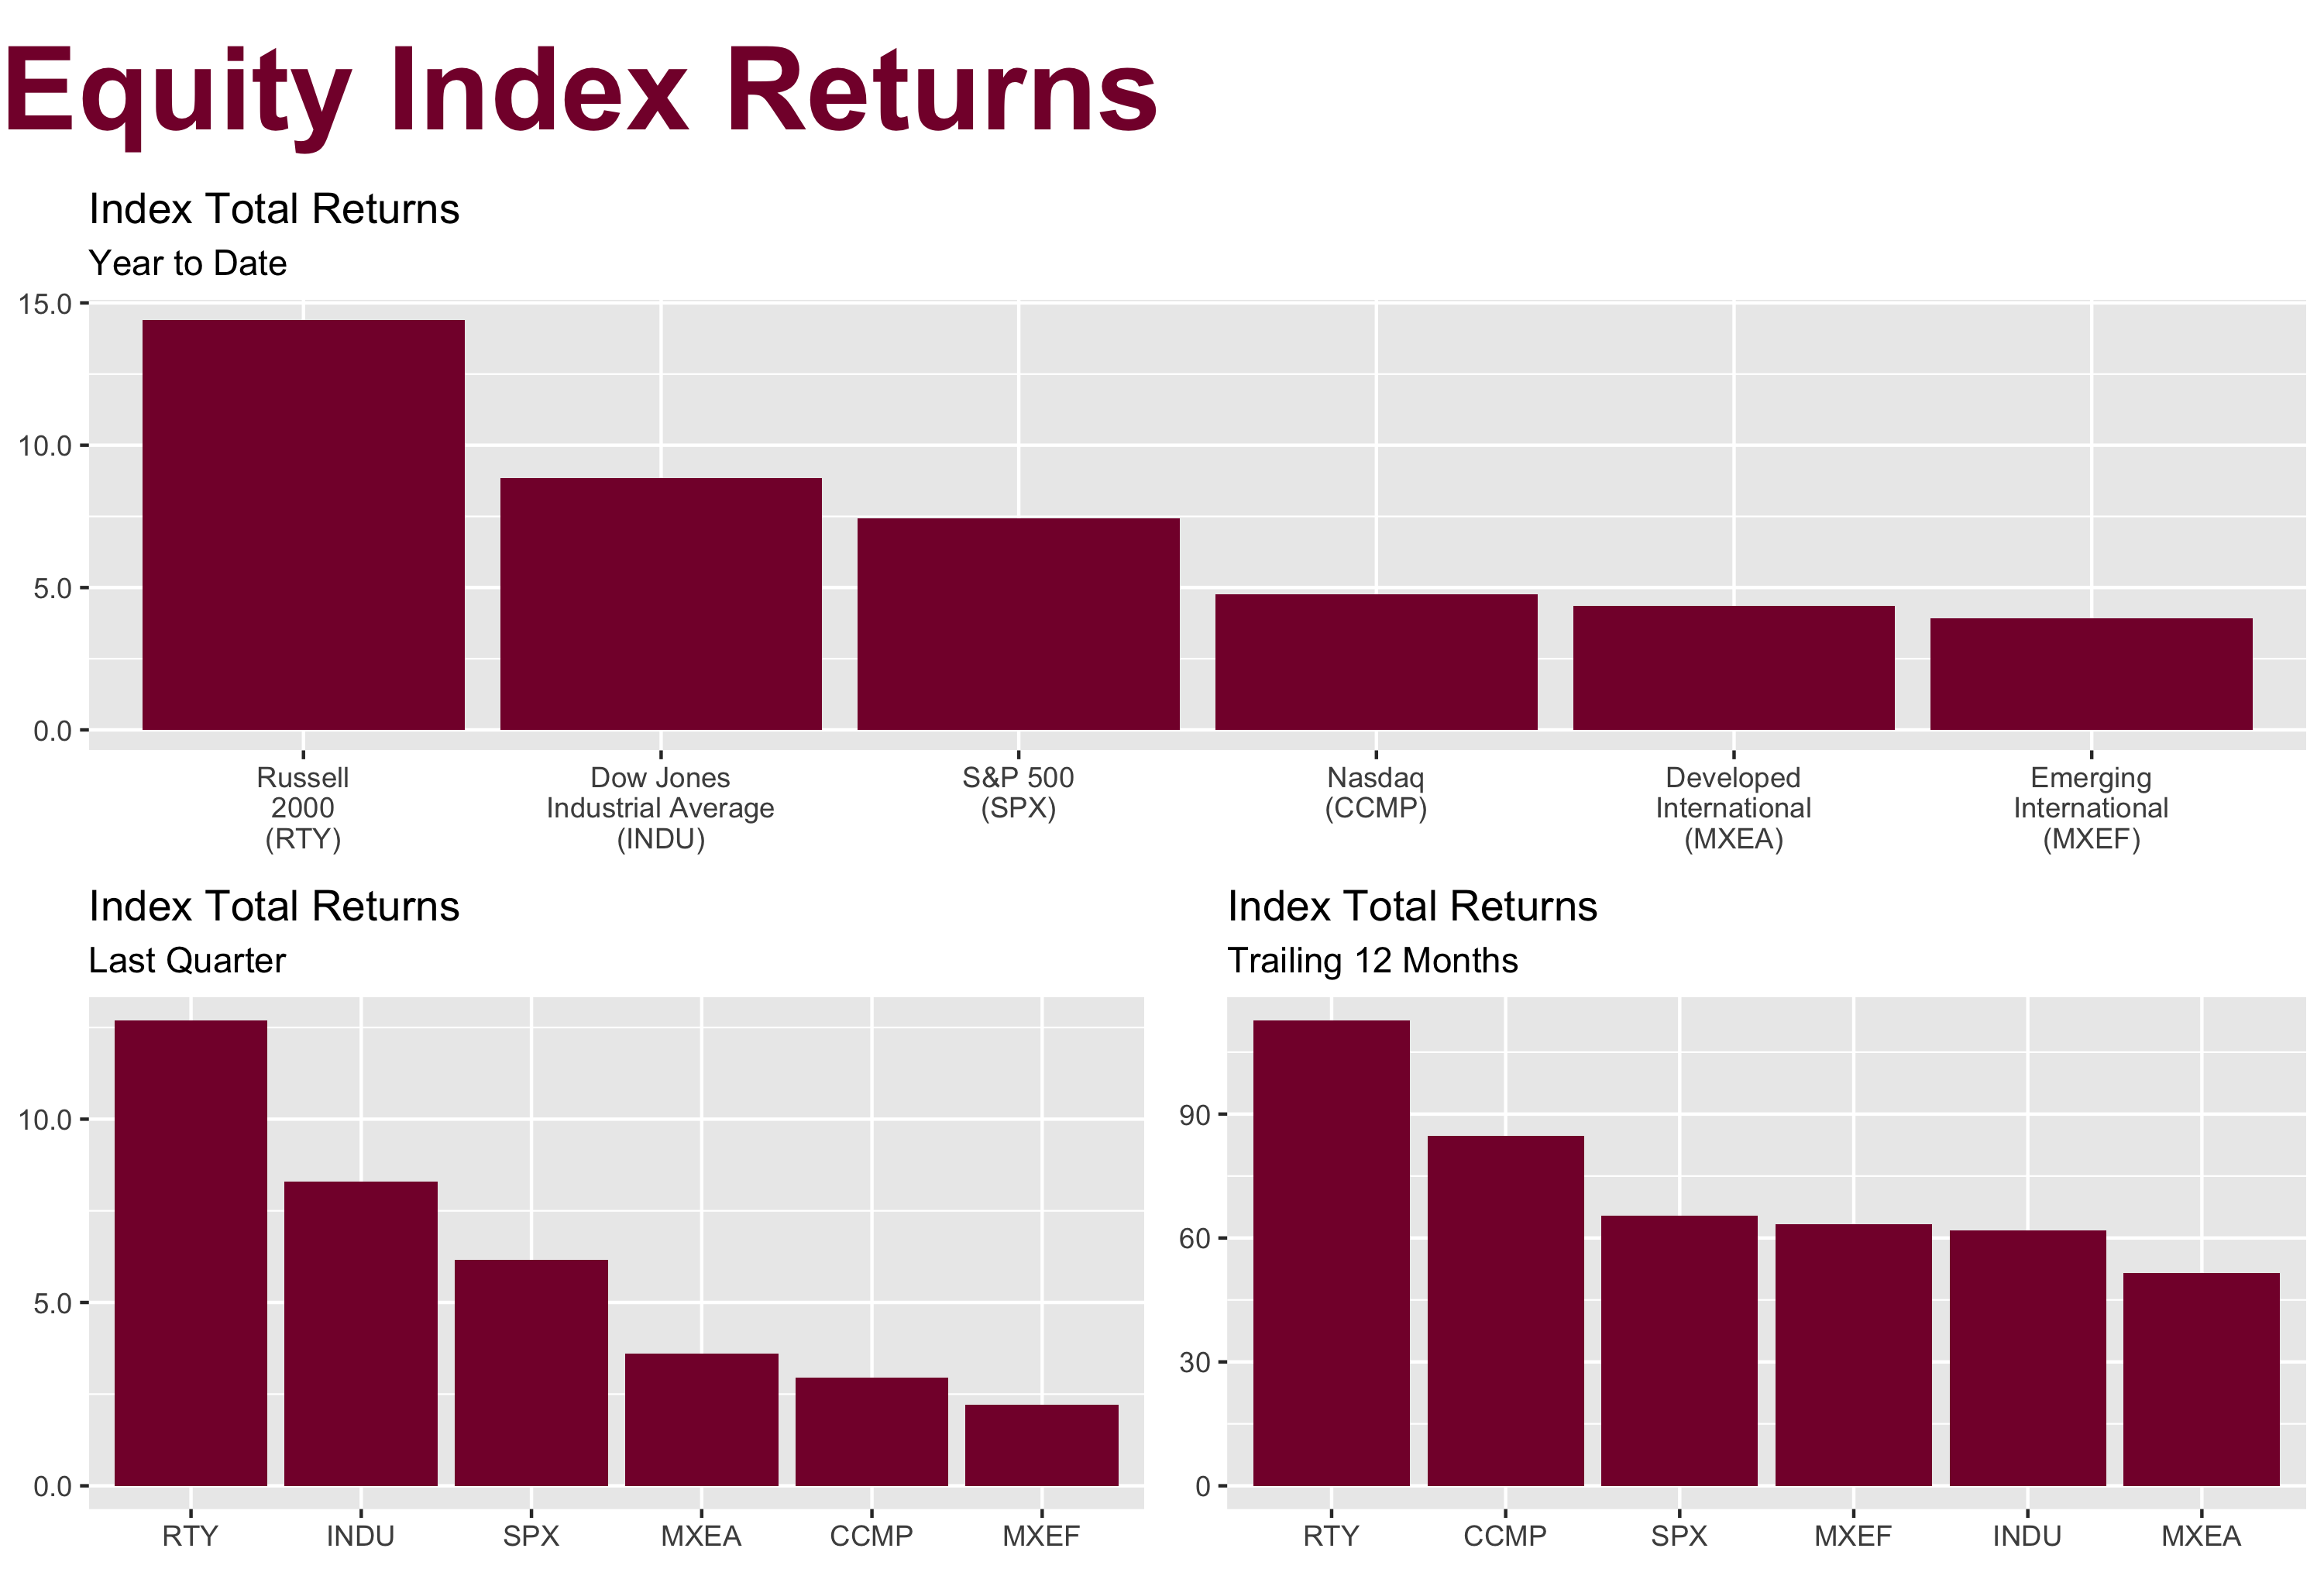 Equity Index Returns
Index Total Returns
Year to Date
15.0
10.0
5.0
0.0
Russell
2000
(RTY)
Dow Jones
Industrial Average
(INDU)
S&P 500
(SPX)
Nasdaq
(CCMP)
Developed
International
(MXEA)
Emerging
International
(MXEF)
Index Total Returns
Last Quarter
10.0
5.0
0.0
RTY INDU SPX MXEA CCMP MXEF
Index Total Returns
Trailing 12 Months
90
60
30
0
RTY CCMP SPX MXEF INDU MXEA